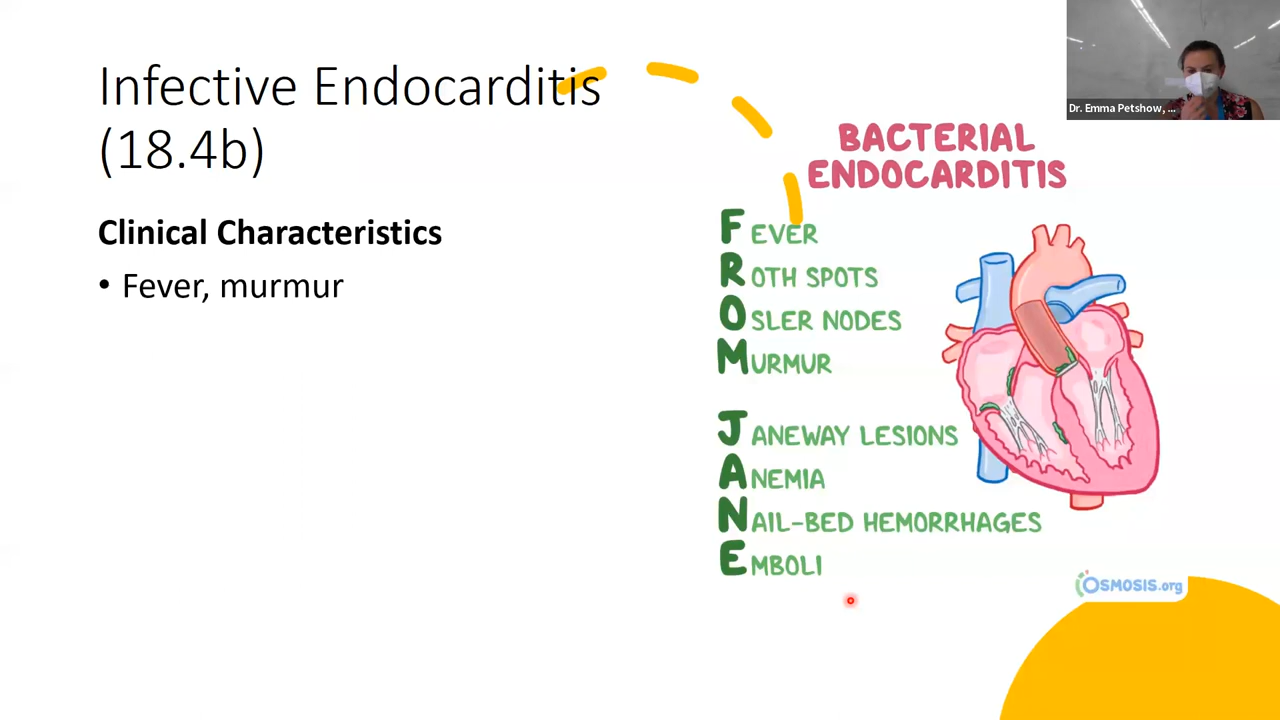 Infective Endocarditis
(18.4b)
Clinical Characteristics
• Fever, murmur
BACTERIAL
ENDOCARDITIS
FEVER
ROTH SPOTS
OSLER NODES
MURMUR
JANEWAY LESIONS
ANEMIA
NAIL-BED HEMORRHAGES
EMBOLI
OSMOSIS.org
Dr. Emma Petshow, ...